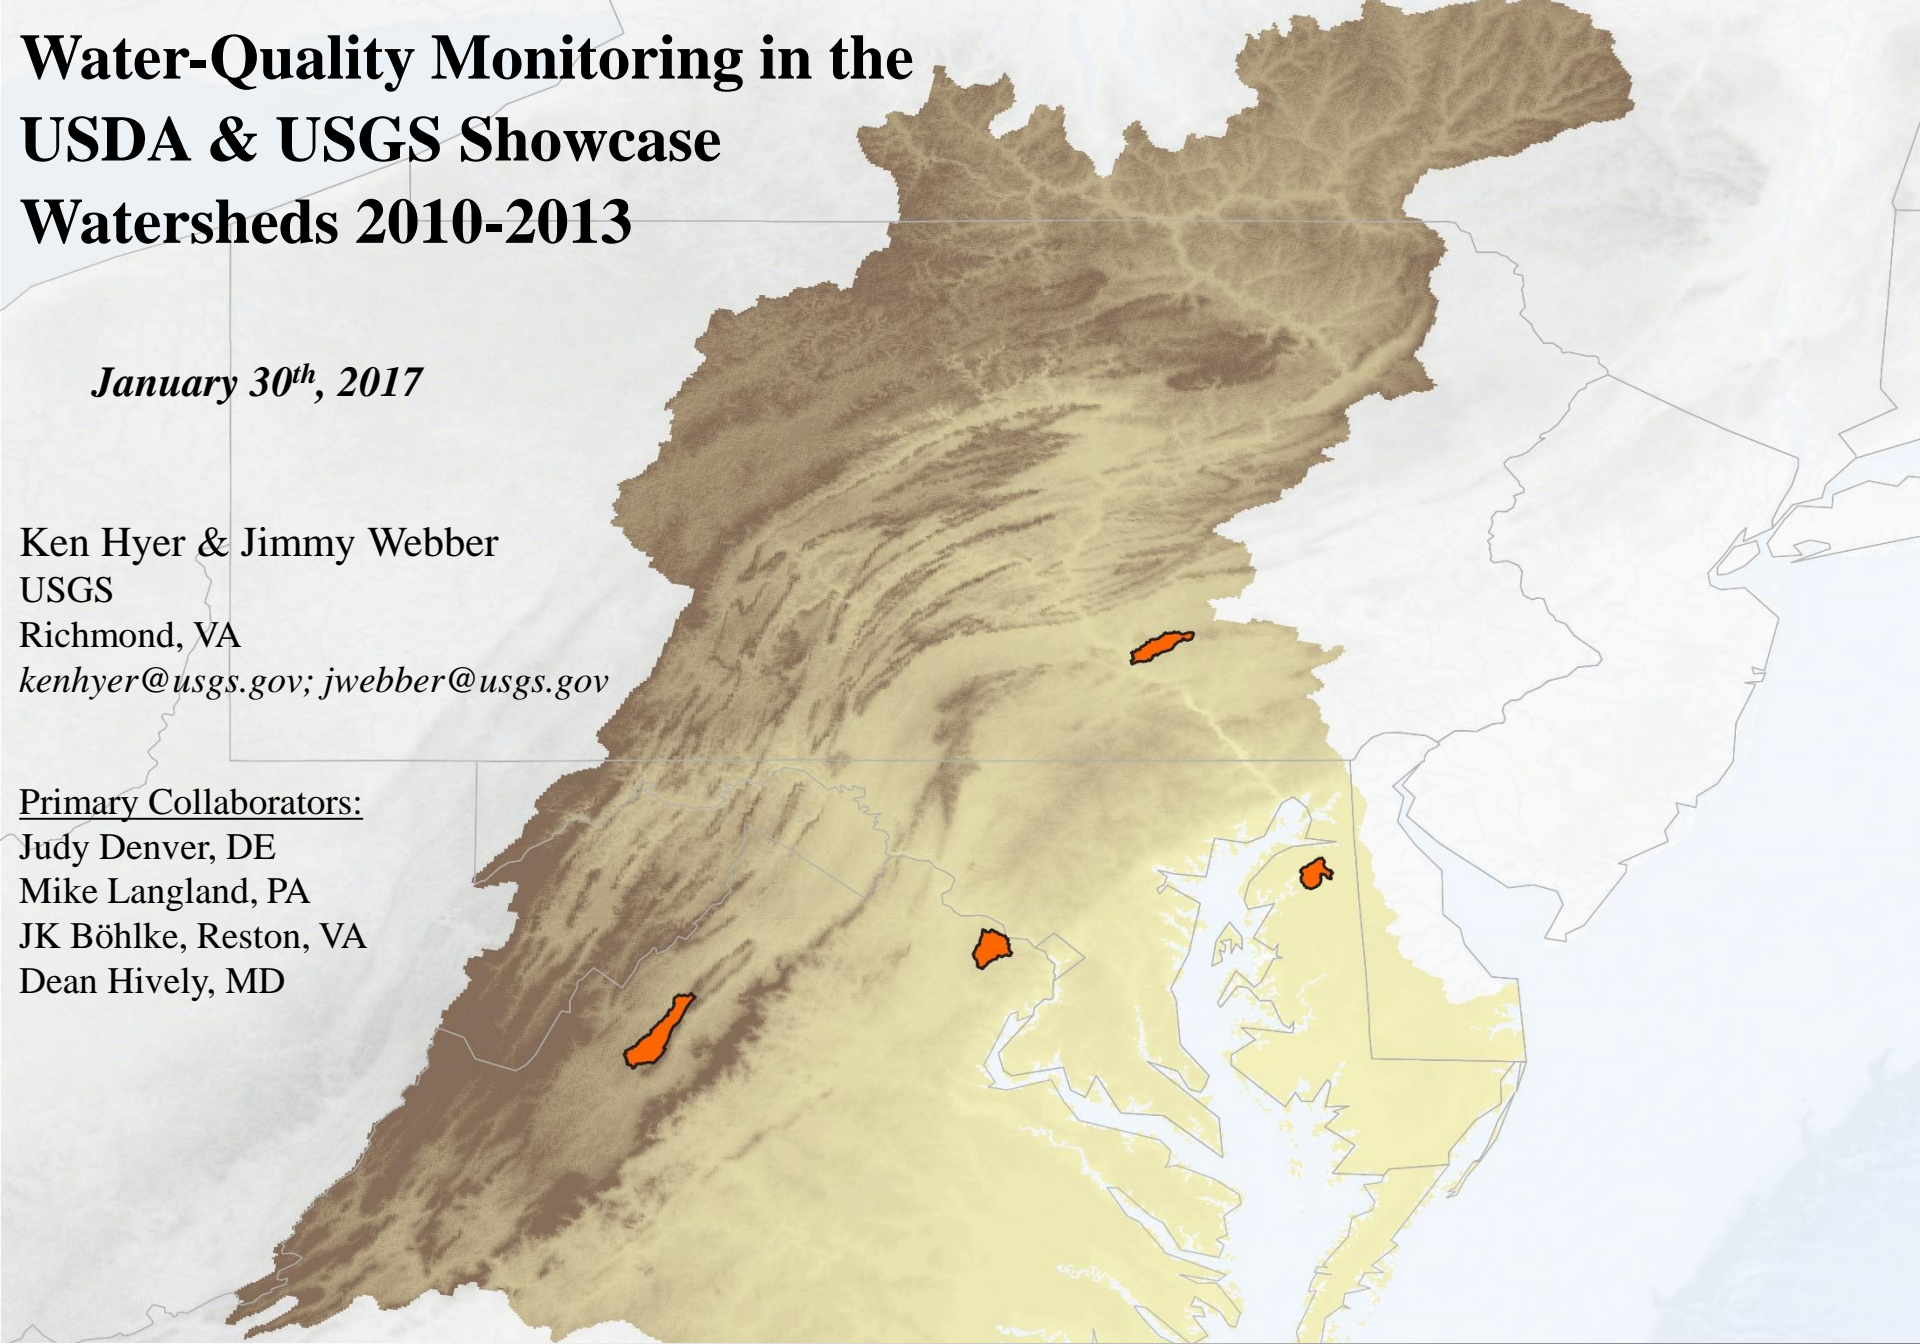 Water-Quality Monitoring in the
USDA & USGS Showcase
Watersheds 2010-2013
January 30th, 2017
Ken Hyer & Jimmy Webber
USGS
Richmond, VA
kenhyer@usgs.gov; jwebber@usgs.gov
Primary Collaborators:
Judy Denver, DE
Mike Langland, PA
JK Böhlke, Reston, VA
Dean Hively, MD